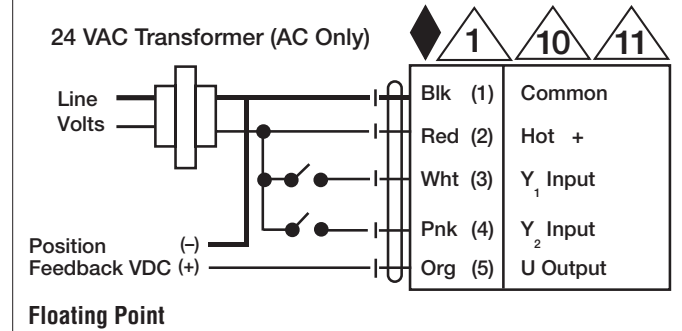 24 VAC Transformer (AC Only)
1 10 11
Line
Volts
Blk (1) Common
Red (2) Hot +
Wht (3) Y1 Input
Pnk (4) Y2 Input
Position (–)
Feedback VDC (+)
Org (5) U Output
Floating Point